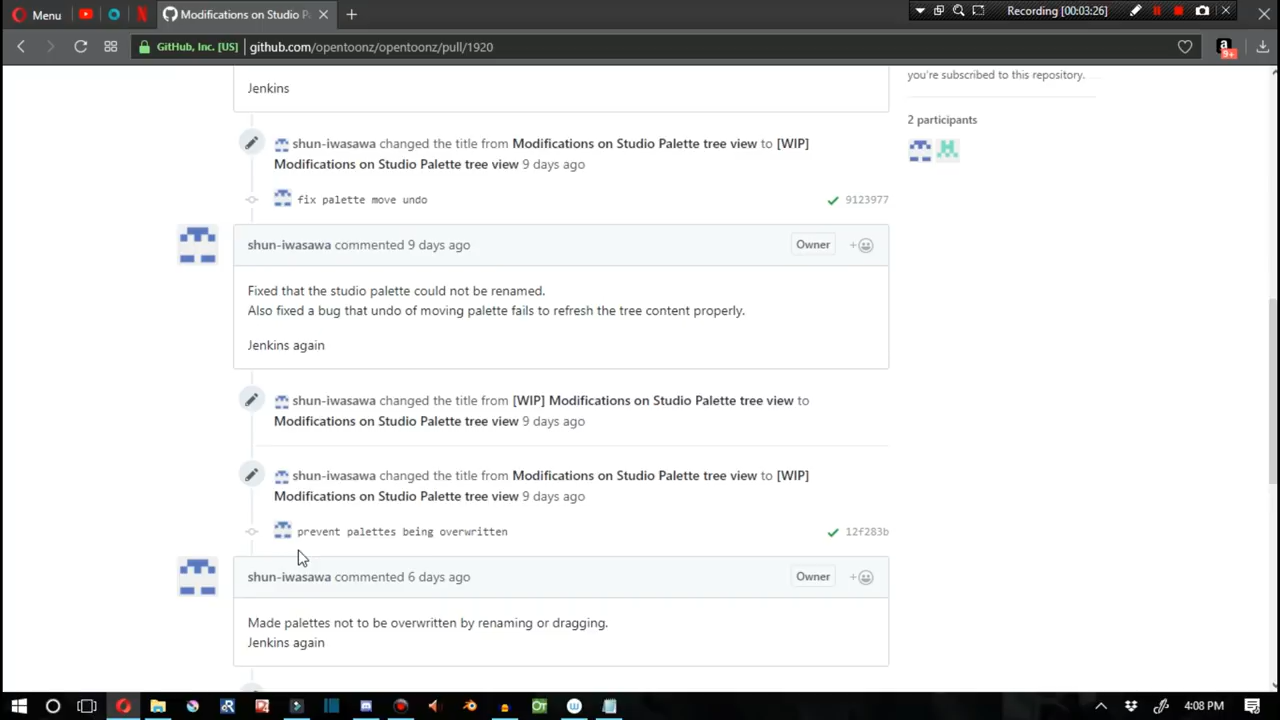 Menu
Modifications on Studio P
Recording [00:03:26]
GitHub, Inc. [US]
github.com/opentoonz/opentoonz/pull/1920
9+
Jenkins
you're subscribed to this repository.
2 participants
shun-iwasawa changed the title from Modifications on Studio Palette tree view to [WIP]
Modifications on Studio Palette tree view 9 days ago
fix palette move undo
9123977
shun-iwasawa commented 9 days ago
Owner
Fixed that the studio palette could not be renamed.
Also fixed a bug that undo of moving palette fails to refresh the tree content properly.
Jenkins again
shun-iwasawa changed the title from [WIP] Modifications on Studio Palette tree view to
Modifications on Studio Palette tree view 9 days ago
shun-iwasawa changed the title from Modifications on Studio Palette tree view to [WIP]
Modifications on Studio Palette tree view 9 days ago
prevent palettes being overwritten
12f283b
shun-iwasawa commented 6 days ago
Owner
Made palettes not to be overwritten by renaming or dragging.
Jenkins again
4:08 PM